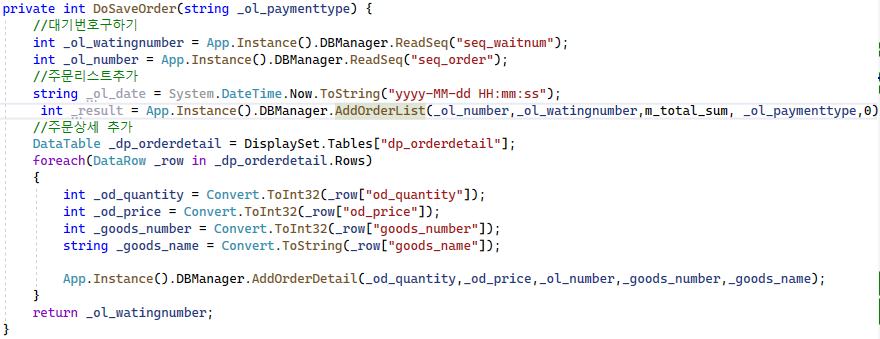 private int DoSaveOrder(string _ol_paymenttype) {
//대기번호구하기
int _ol_watingnumber = App.Instance().DBManager.ReadSeq("seq_waitnum");
int _ol_number = App.Instance().DBManager.ReadSeq("seq_order");
//주문리스트추가
string _ol_date = System.DateTime.Now.ToString("yyyy-MM-dd HH:mm:ss");
int _result = App.Instance().DBManager.AddOrderList(_ol_number,_ol_watingnumber,m_total_sum, _ol_paymenttype,0)
//주문상세 추가
DataTable _dp_orderdetail = DisplaySet.Tables["dp_orderdetail"];
foreach(DataRow _row in _dp_orderdetail.Rows)
{
int _od_quantity = Convert.ToInt32(_row["od_quantity"]);
int _od_price = Convert.ToInt32(_row["od_price"]);
int _goods_number = Convert.ToInt32(_row["goods_number"]);
string _goods_name = Convert.ToString(_row["goods_name"]);
App.Instance().DBManager.AddOrderDetail(_od_quantity,_od_price,_ol_number,_goods_number,_goods_name);
}
return _ol_watingnumber;
}